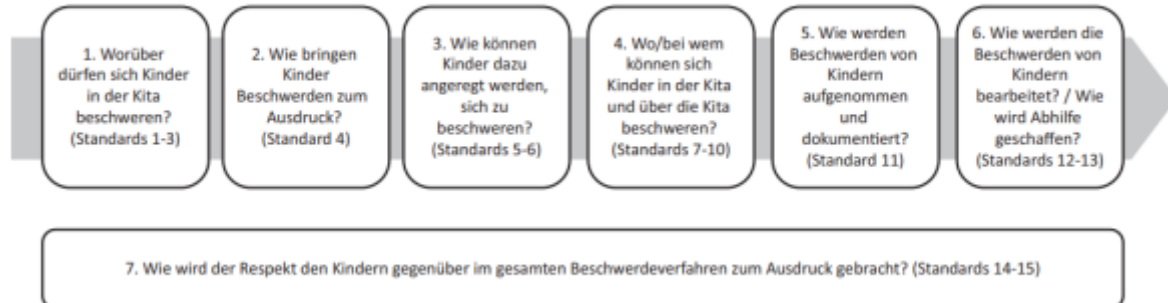 1. Worüber
dürfen sich Kinder
in der Kita
beschweren?
(Standards 1-3)
2. Wie bringen
Kinder
Beschwerden zum
Ausdruck?
(Standard 4)
3. Wie können
Kinder dazu
angeregt werden,
sich zu
beschweren?
(Standards 5-6)
4. Wo/bei wem
können sich
Kinder in der Kita
und über die Kita
beschweren?
(Standards 7-10)
5. Wie werden
Beschwerden von
Kindern
aufgenommen
und
dokumentiert?
(Standard 11)
6. Wie werden die
Beschwerden von
Kindern
bearbeitet? / Wie
wird Abhilfe
geschaffen?
(Standards 12-13)
7. Wie wird der Respekt den Kindern gegenüber im gesamten Beschwerdeverfahren zum Ausdruck gebracht? (Standards 14-15)